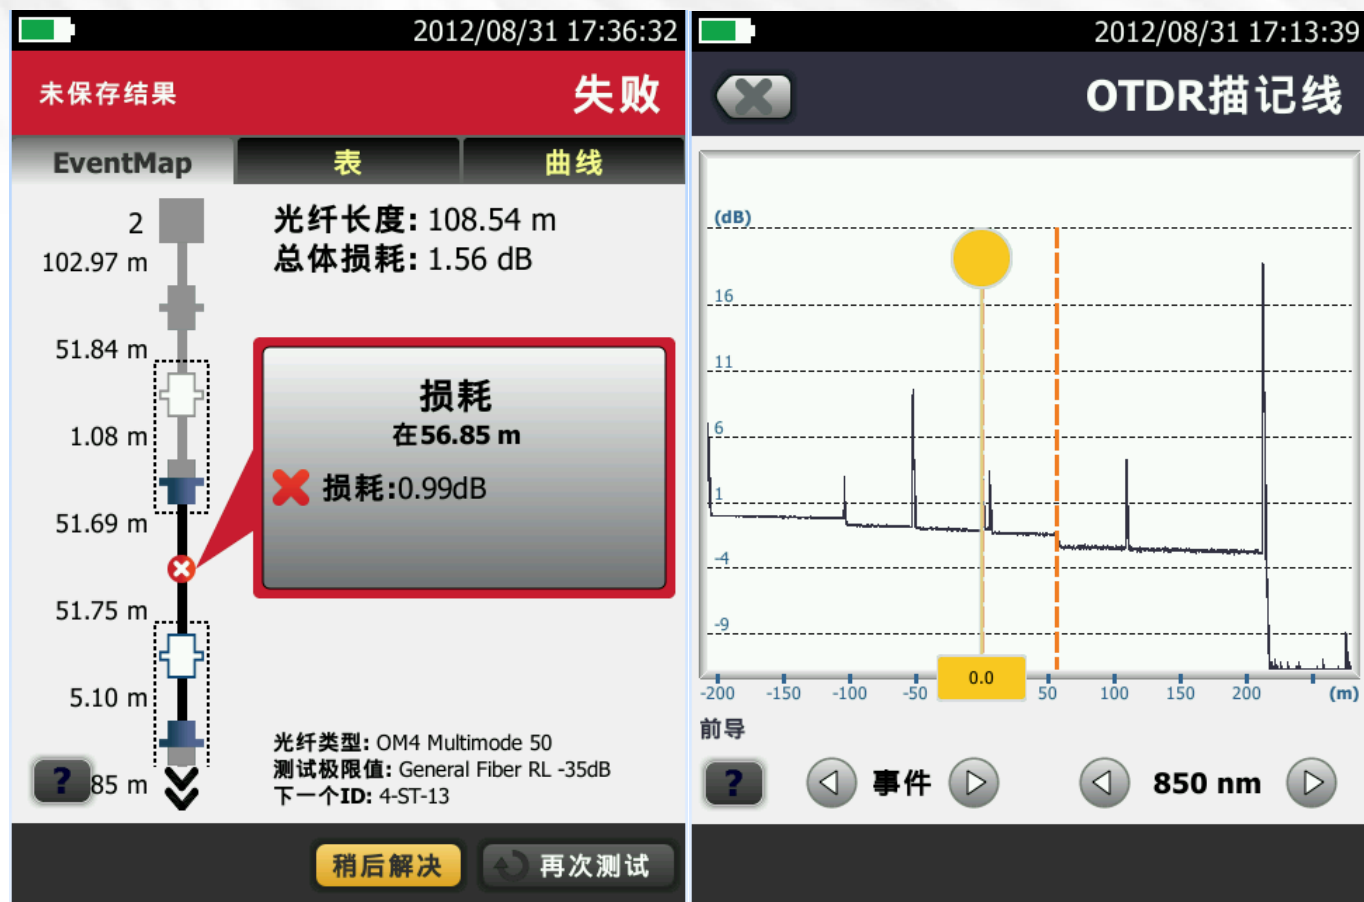 2012/08/31 17:36:32
未保存结果
失败
EventMap
表
曲线
2
102.97 m
51.84 m
1.08 m
51.69 m
51.75 m
5.10 m
85 m
光纤长度: 108.54 m
总体损耗: 1.56 dB
损耗
在56.85 m
损耗:0.99dB
光纤类型: OM4 Multimode 50
测试极限值: General Fiber RL -35dB
下一个ID: 4-ST-13
?
稍后解决
再次测试
2012/08/31 17:13:39
OTDR描记线
(dB)
16
11
6
1
-4
-9
0.0
-200 -150 -100 -50 50 100 150 200 (m)
前导
?
事件
850 nm